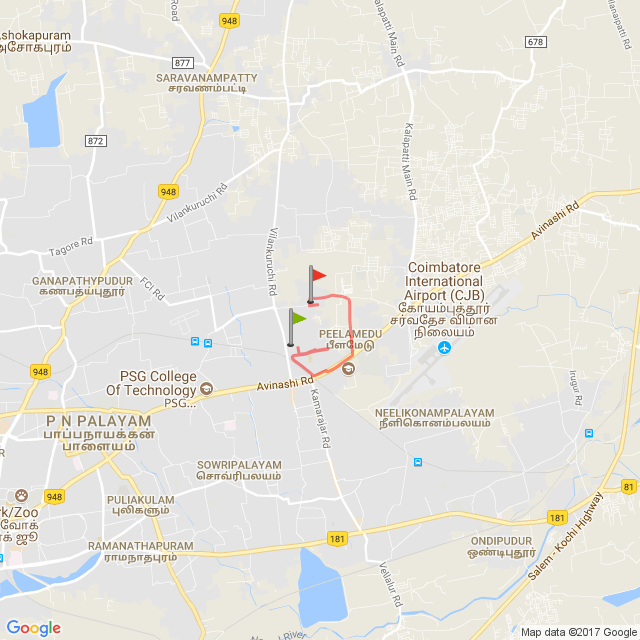 Ashokapuram
அசோகபுரம்
948
Road
877
SARAVANAMPATTY
சரவணம்பட்டி
Kalapatti Main Rd
678
872
948
Vilankuruchi Rd
Kalapatti Main Rd
Avinashi Rd
Tagore Rd
Vilankuruchi Rd
GANAPATHYPUDUR
கணபதிபுதூர்
FCI Rd
Coimbatore
International
Airport (CJB)
கோயம்புத்தூர்
சர்வதேச விமான
நிலையம்
PEELAMEDU
பீளமேடு
948
PSG College
Of Technology
PSG...
Avinashi Rd
Kamarajar Rd
Irugur Rd
P N PALAYAM
பாப்பநாயக்கன்
பாளையம்
NEELIKONAMPALAYAM
நீளிகொனம்பலயம்
SOWRIPALAYAM
சொவ்ரிபலயம்
81
rk/Zoo
948
PULIAKULAM
புலிகளும்
181
181
RAMANATHAPURAM
ராமநாதபுரம்
ONDIPUDUR
ஒண்டிபுதூர்
Salem - Kochi Highway
Vellalur Rd
River
Google
Map data ©2017 Google